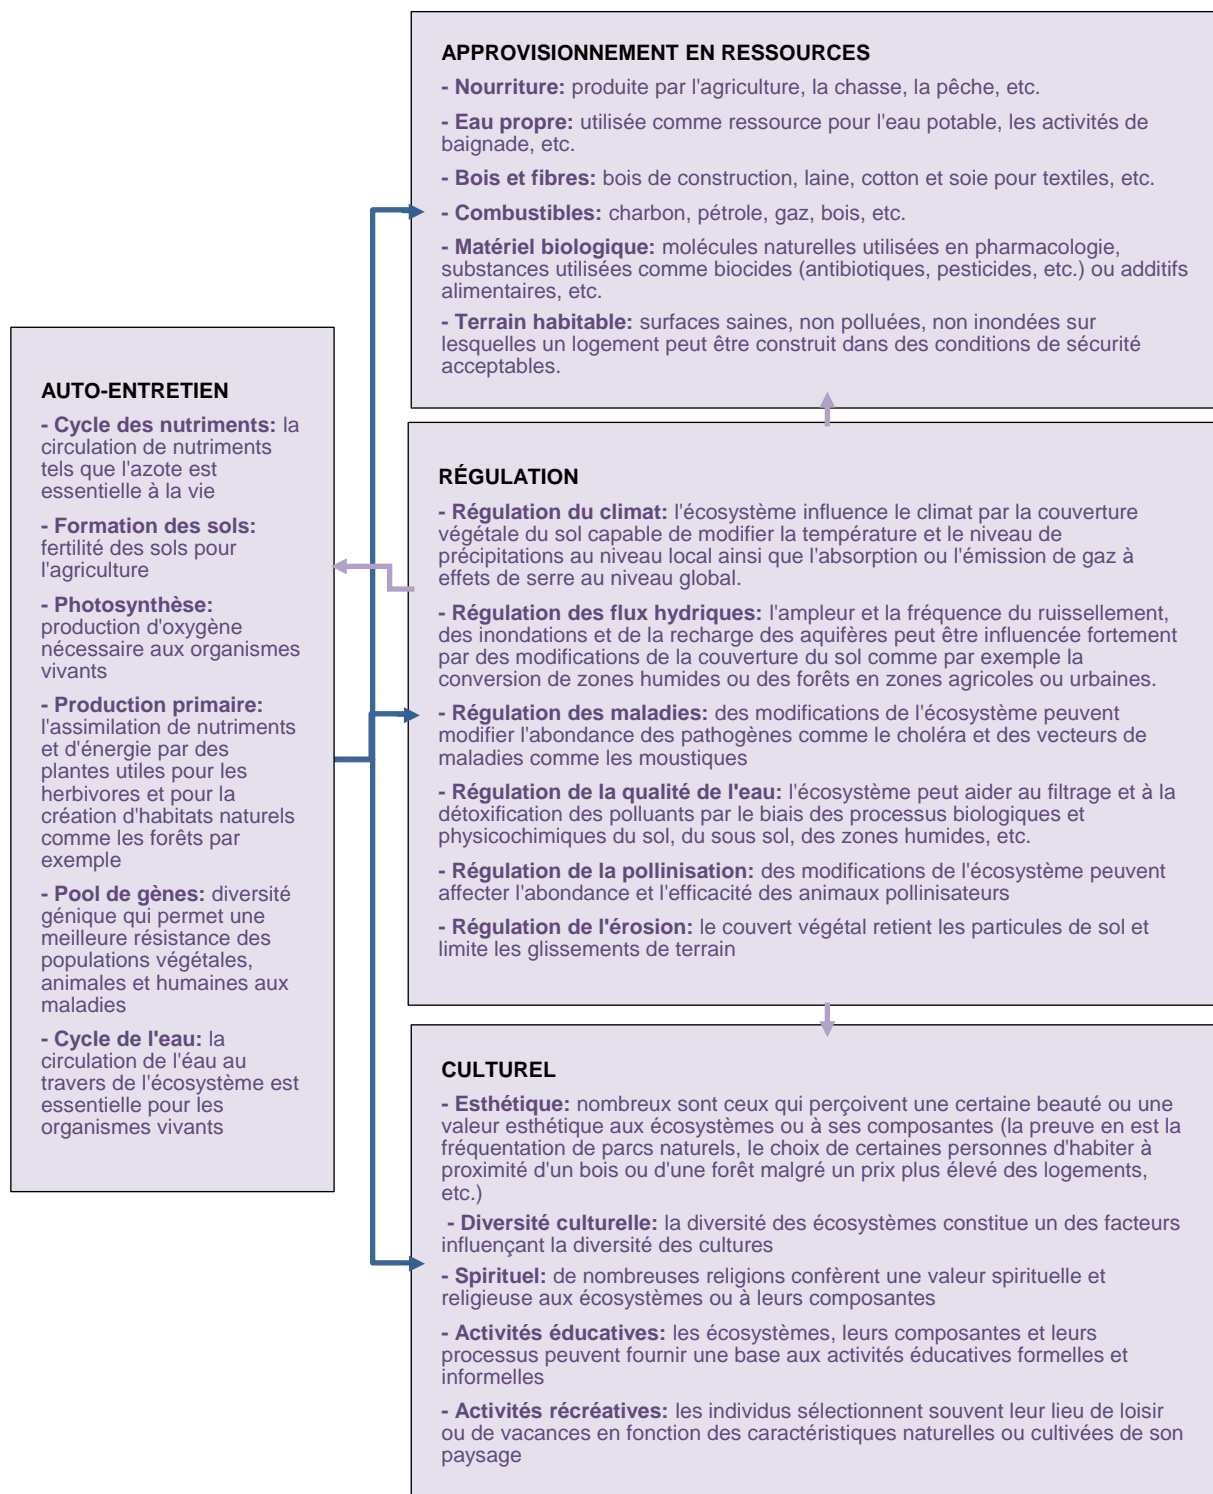 APPROVISIONNEMENT EN RESSOURCES
- Nourriture: produite par l'agriculture, la chasse, la pêche, etc.
- Eau propre: utilisée comme ressource pour l'eau potable, les activités de
baignade, etc.
- Bois et fibres: bois de construction, laine, cotton et soie pour textiles, etc.
- Combustibles: charbon, pétrole, gaz, bois, etc.
- Matériel biologique: molécules naturelles utilisées en pharmacologie,
substances utilisées comme biocides (antibiotiques, pesticides, etc.) ou additifs
alimentaires, etc.
- Terrain habitable: surfaces saines, non polluées, non inondées sur
lesquelles un logement peut être construit dans des conditions de sécurité
acceptables.
AUTO-ENTRETIEN
- Cycle des nutriments: la
circulation de nutriments
tels que l'azote est
essentielle à la vie
- Formation des sols:
fertilité des sols pour
l'agriculture
- Photosynthèse:
production d'oxygène
nécessaire aux organismes
vivants
- Production primaire:
l'assimilation de nutriments
et d'énergie par des
plantes utiles pour les
herbivores et pour la
création d'habitats naturels
comme les forêts par
exemple
- Pool de gènes: diversité
génique qui permet une
meilleure résistance des
populations végétales,
animales et humaines aux
maladies
- Cycle de l'eau: la
circulation de l'éau au
travers de l'écosystème est
essentielle pour les
organismes vivants
RÉGULATION
- Régulation du climat: l'écosystème influence le climat par la couverture
végétale du sol capable de modifier la température et le niveau de
précipitations au niveau local ainsi que l'absorption ou l'émission de gaz à
effets de serre au niveau global.
- Régulation des flux hydriques: l'ampleur et la fréquence du ruissellement,
des inondations et de la recharge des aquifères peut être influencée fortement
par des modifications de la couverture du sol comme par exemple la
conversion de zones humides ou des forêts en zones agricoles ou urbaines.
- Régulation des maladies: des modifications de l'écosystème peuvent
modifier l'abondance des pathogènes comme le choléra et des vecteurs de
maladies comme les moustiques
- Régulation de la qualité de l'eau: l'écosystème peut aider au filtrage et à la
détoxification des polluants par le biais des processus biologiques et
physicochimiques du sol, du sous sol, des zones humides, etc.
- Régulation de la pollinisation: des modifications de l'écosystème peuvent
affecter l'abondance et l'efficacité des animaux pollinisateurs
- Régulation de l'érosion: le couvert végétal retient les particules de sol et
limite les glissements de terrain
CULTUREL
- Esthétique: nombreux sont ceux qui perçoivent une certaine beauté ou une
valeur esthétique aux écosystèmes ou à ses composantes (la preuve en est la
fréquentation de parcs naturels, le choix de certaines personnes d'habiter à
proximité d'un bois ou d'une forêt malgré un prix plus élevé des logements,
etc.)
- Diversité culturelle: la diversité des écosystèmes constitue un des facteurs
influençant la diversité des cultures
- Spirituel: de nombreuses religions confèrent une valeur spirituelle et
religieuse aux écosystèmes ou à leurs composantes
- Activités éducatives: les écosystèmes, leurs composantes et leurs
processus peuvent fournir une base aux activités éducatives formelles et
informelles
- Activités récréatives: les individus sélectionnent souvent leur lieu de loisir
ou de vacances en fonction des caractéristiques naturelles ou cultivées de son
paysage